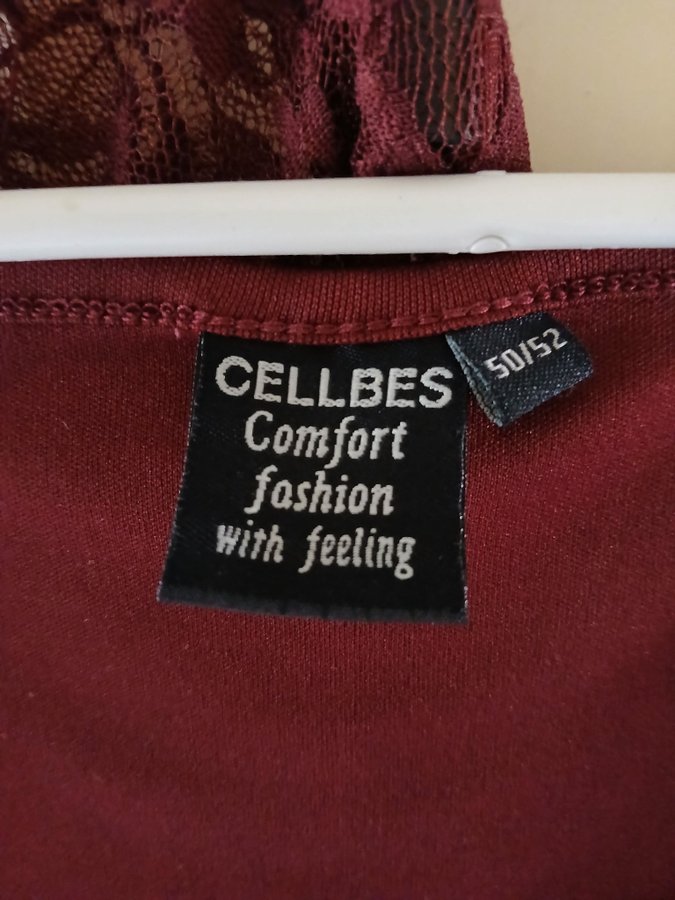 CELLBES
Comfort
fashion
with feeling
50/52